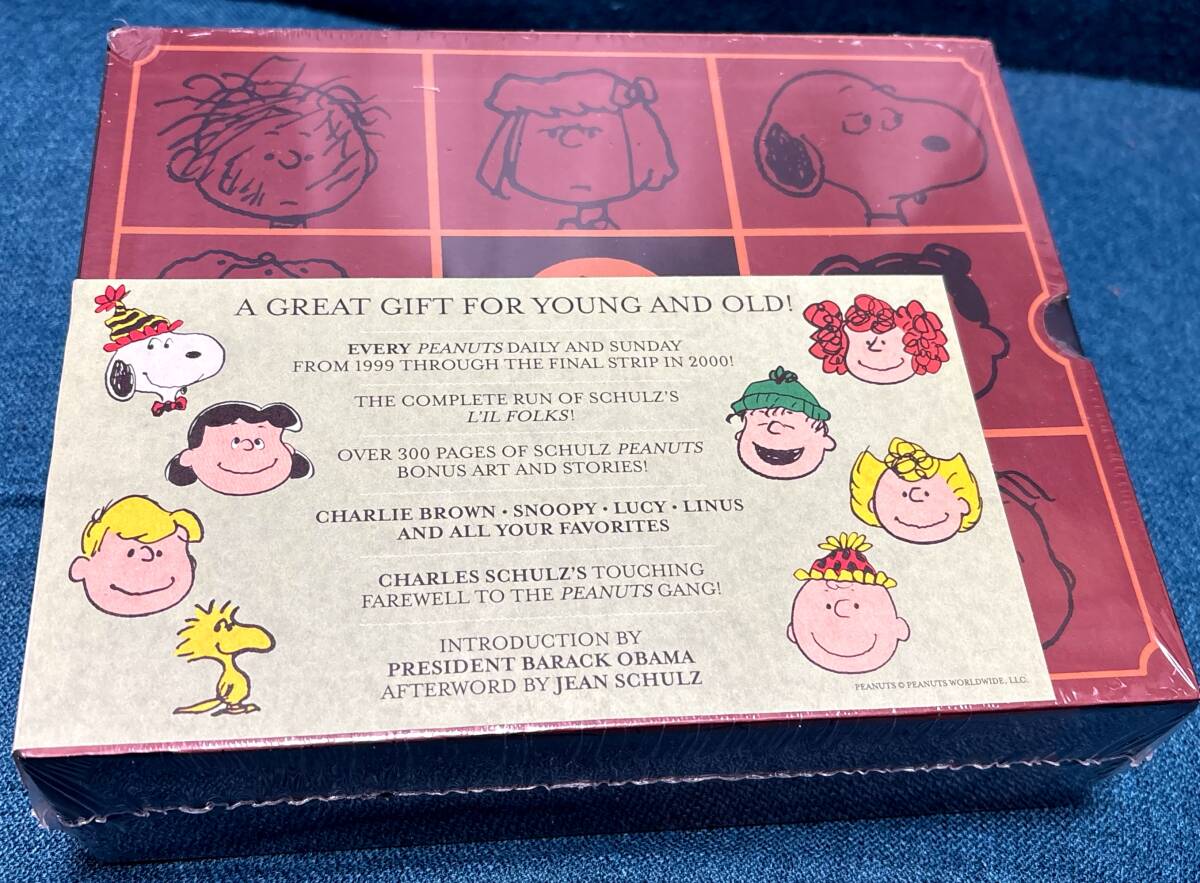 A GREAT GIFT FOR YOUNG AND OLD!
EVERY PEANUTS DAILY AND SUNDAY
FROM 1999 THROUGH THE FINAL STRIP IN 2000!
THE COMPLETE RUN OF SCHULZ'S
L'IL FOLKS!
OVER 300 PAGES OF SCHULZ PEANUTS
BONUS ART AND STORIES!
CHARLIE BROWN • SNOOPY • LUCY • LINUS
AND ALL YOUR FAVORITES
CHARLES SCHULZ'S TOUCHING
FAREWELL TO THE PEANUTS GANG!
INTRODUCTION BY
PRESIDENT BARACK OBAMA
AFTERWORD BY JEAN SCHULZ
PEANUTS © PEANUTS WORLDWIDE, LLC.